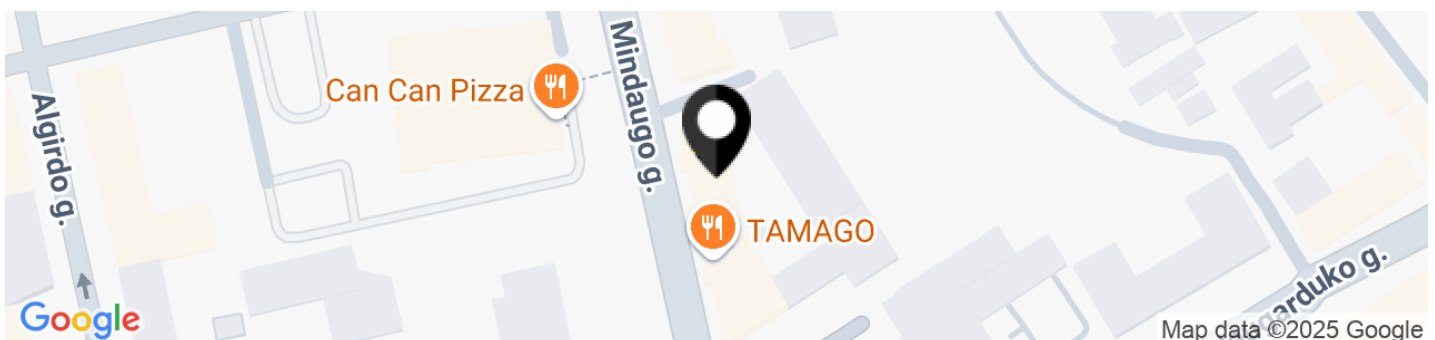 Can Can Pizza
Mindaugo g.
Algirdo g.
TAMAGO
garduko g.
Google
Map data ©2025 Google